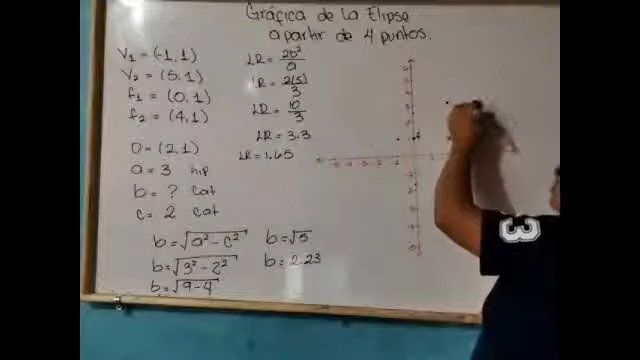 Gráfica de la Elipse
a partir de 4 puntos.
V₁ = (-1, 1)
V₂ = (5, 1)
f₁ = (0, 1)
f₂ = (4, 1)
O = (2, 1)
a = 3 hip
b = ? cat
c = 2 cat
LR = 2b²/a
LR = 2(5)/3
LR = 10/3
LR = 3.3
LR = 1.65
b = √a² - c²
b = √3² - 2²
b = √9 - 4
b = √5
b = 2.23
3